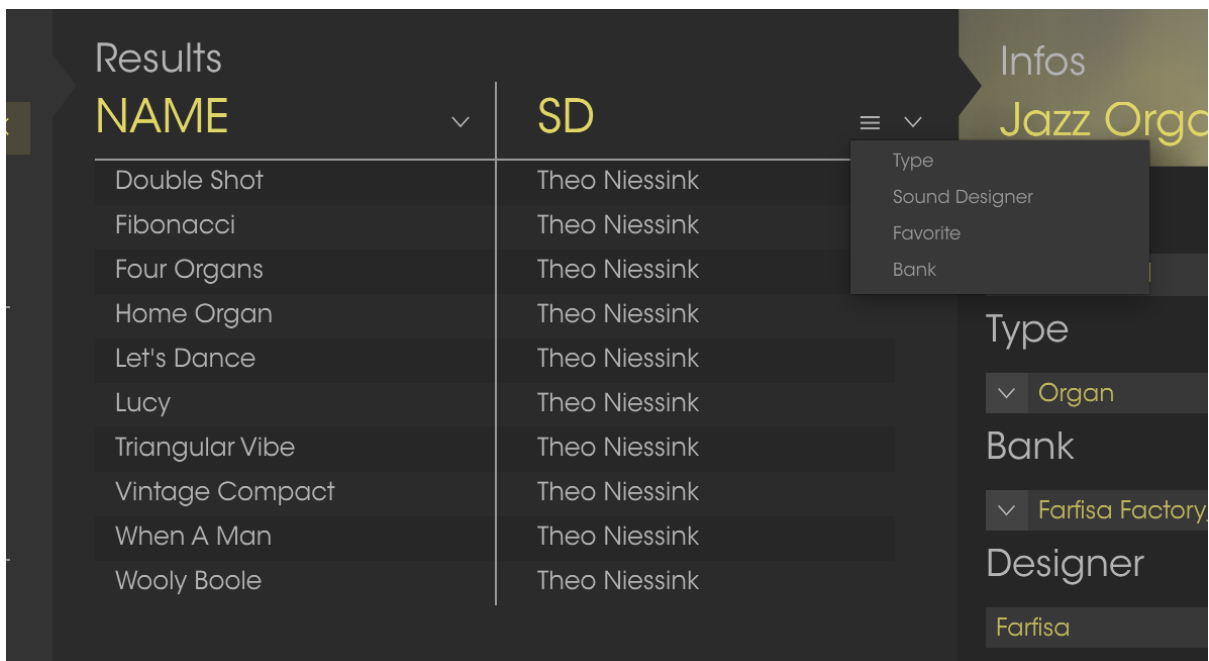 Results
NAME
SD
Double Shot Theo Niessink
Fibonacci Theo Niessink
Four Organs Theo Niessink
Home Organ Theo Niessink
Let's Dance Theo Niessink
Lucy Theo Niessink
Triangular Vibe Theo Niessink
Vintage Compact Theo Niessink
When A Man Theo Niessink
Wooly Boole Theo Niessink
Type
Sound Designer
Favorite
Bank
Infos
Jazz Orga
Type
Organ
Bank
Farfisa Factory_
Designer
Farfisa